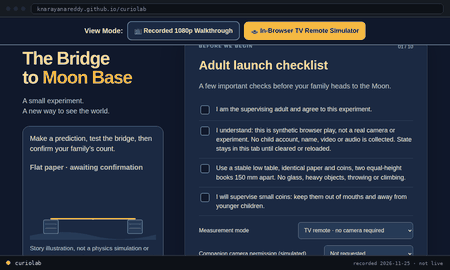 knarayanareddy.github.io/curiolab
View Mode:
Recorded 1080p Walkthrough
In-Browser TV Remote Simulator
The Bridge
to Moon Base
A small experiment.
A new way to see the world.
Make a prediction, test the bridge, then
confirm your family's count.
Flat paper · awaiting confirmation
Story illustration, not a physics simulation or
BEFORE WE BEGIN
01 / 10
Adult launch checklist
A few important checks before your family heads to the Moon.
I am the supervising adult and agree to this experiment.
I understand: this is synthetic browser play, not a real camera or
experiment. No child account, name, video or audio is collected. State
stays in this tab until cleared or reloaded.
Use a stable low table, identical paper and coins, two equal-height
books 150 mm apart. No glass, heavy objects, throwing or climbing.
I will supervise small coins: keep them out of mouths and away from
younger children.
Measurement mode
TV remote · no camera required
Companion camera permission (simulated)
Not requested
curiolab
recorded 2026-11-25 · not live